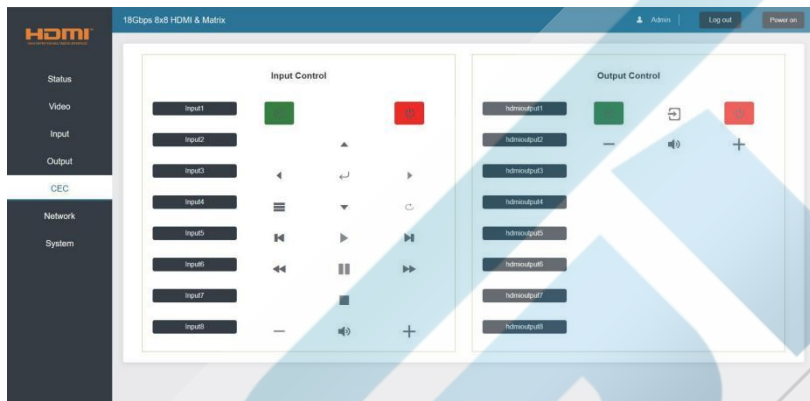 18Gbps 8x8 HDMI & Matrix
Admin
Log out
Power on
HDMI
Status
Video
Input
Output
CEC
Network
System
Input Control
Input1
Input2
Input3
Input4
Input5
Input6
Input7
Input8
Output Control
hdmioutput1
hdmioutput2
hdmioutput3
hdmioutput4
hdmioutput5
hdmioutput6
hdmioutput7
hdmioutput8